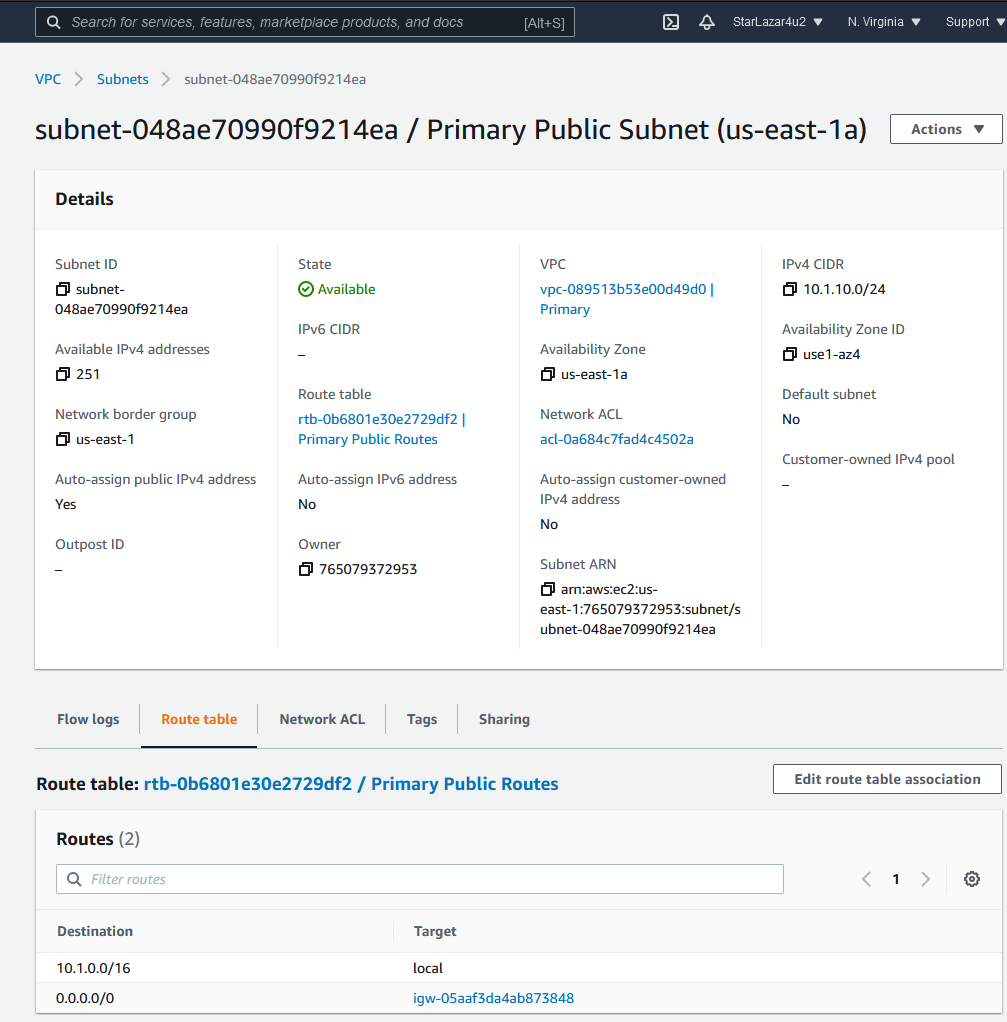 Search for services, features, marketplace products, and docs [Alt+S] StarLazar4u2 N. Virginia Support
VPC Subnets subnet-048ae70990f9214ea
subnet-048ae70990f9214ea / Primary Public Subnet (us-east-1a) Actions
Details
Subnet ID
subnet-
048ae70990f9214ea
Available IPv4 addresses
251
Network border group
us-east-1
Auto-assign public IPv4 address
Yes
Outpost ID
–
State
Available
IPv6 CIDR
–
Route table
rtb-0b6801e30e2729df2 |
Primary Public Routes
Auto-assign IPv6 address
No
Owner
765079372953
VPC
vpc-089513b53e00d49d0 |
Primary
Availability Zone
us-east-1a
Network ACL
acl-0a684c7fad4c4502a
Auto-assign customer-owned
IPv4 address
No
Subnet ARN
arn:aws:ec2:us-
east-1:765079372953:subnet/s
ubnet-048ae70990f9214ea
IPv4 CIDR
10.1.10.0/24
Availability Zone ID
use1-az4
Default subnet
No
Customer-owned IPv4 pool
–
Flow logs Route table Network ACL Tags Sharing
Route table: rtb-0b6801e30e2729df2 / Primary Public Routes Edit route table association
Routes (2)
Filter routes 1
Destination Target
10.1.0.0/16 local
0.0.0.0/0 igw-05aaf3da4ab873848